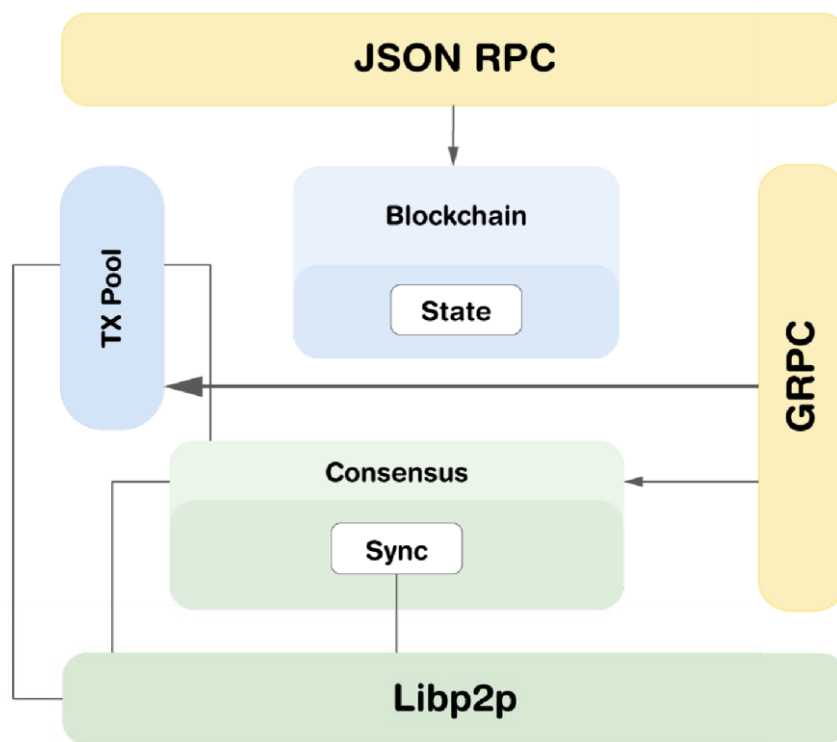 JSON RPC
Blockchain
State
TX Pool
GRPC
Consensus
Sync
Libp2p